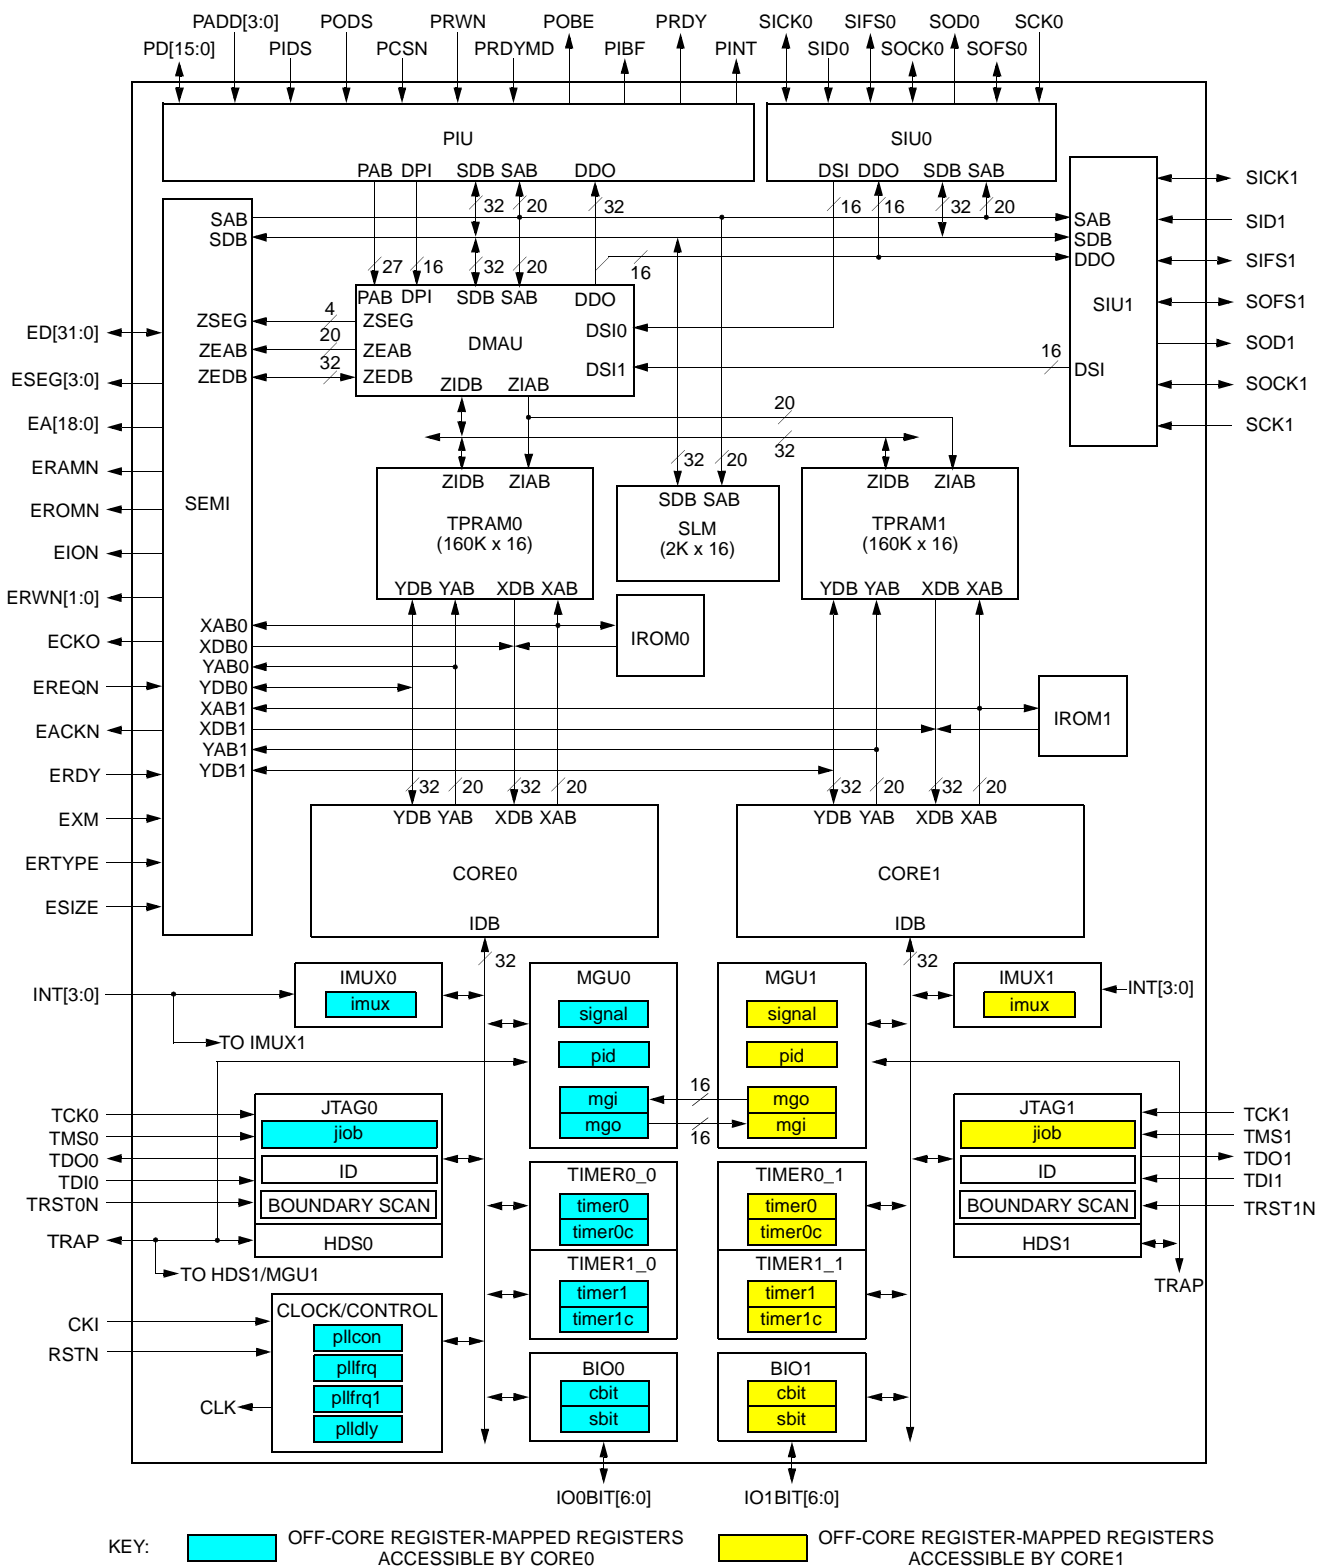 PADD[3:0] PODS PRWN POBE PRDY SICK0 SIFS0 SOD0 SCK0
PD[15:0] PIDS PCSN PRDYMD PIBF PINT SID0 SOCK0 SOFS0
PIU
PAB DPI SDB SAB DDO
SIU0
DSI DDO SDB SAB
32 20 32 16 16 32 20
SICK1
SID1
SIFS1
SOFS1
SOD1
SOCK1
SCK1
SAB
SDB
DDO
SIU1
DSI
16
SAB
SDB
27 16 32 20 16
PAB DPI SDB SAB DDO
ZSEG
ZEAB
ZEDB
DMAU
DSI0
DSI1
ZIDB ZIAB
ZSEG
ZEAB
ZEDB
4
20
32
20
32
32 20
ED[31:0]
ESEG[3:0]
EA[18:0]
ERAMN
EROMN
EION
ERWN[1:0]
ECKO
EREQN
EACKN
ERDY
EXM
ERTYPE
ESIZE
SEMI
ZIDB ZIAB
TPRAM0
(160K x 16)
YDB YAB XDB XAB
SDB SAB
SLM
(2K x 16)
ZIDB ZIAB
TPRAM1
(160K x 16)
YDB YAB XDB XAB
XAB0
XDB0
YAB0
YDB0
XAB1
XDB1
YAB1
YDB1
IROM0
IROM1
32 20 32 20
32 20 32 20
YDB YAB XDB XAB
CORE0
IDB
YDB YAB XDB XAB
CORE1
IDB
32
32
INT[3:0]
TO IMUX1
IMUX0
imux
MGU0
signal
pid
mgi
mgo
16
16
MGU1
signal
pid
mgo
mgi
IMUX1
imux
INT[3:0]
TCK0
TMS0
TDO0
TDI0
TRST0N
TRAP
TO HDS1/MGU1
JTAG0
jiob
ID
BOUNDARY SCAN
HDS0
TIMER0_0
timer0
timer0c
TIMER1_0
timer1
timer1c
TIMER0_1
timer0
timer0c
TIMER1_1
timer1
timer1c
JTAG1
jiob
ID
BOUNDARY SCAN
HDS1
TCK1
TMS1
TDO1
TDI1
TRST1N
TRAP
CKI
RSTN
CLK
CLOCK/CONTROL
pllcon
pllfrq
pllfrq1
plldly
BIO0
cbit
sbit
BIO1
cbit
sbit
IO0BIT[6:0]
IO1BIT[6:0]
KEY:
OFF-CORE REGISTER-MAPPED REGISTERS
ACCESSIBLE BY CORE0
OFF-CORE REGISTER-MAPPED REGISTERS
ACCESSIBLE BY CORE1